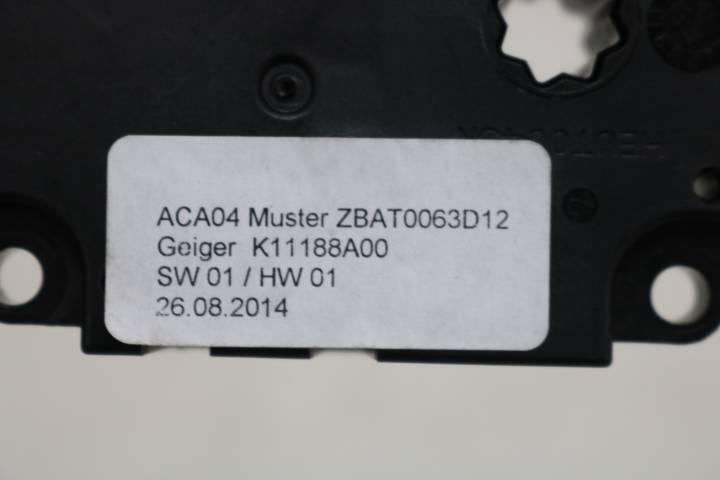 ACA04 Muster ZBAT0063D12
Geiger K11188A00
SW 01 / HW 01
26.08.2014